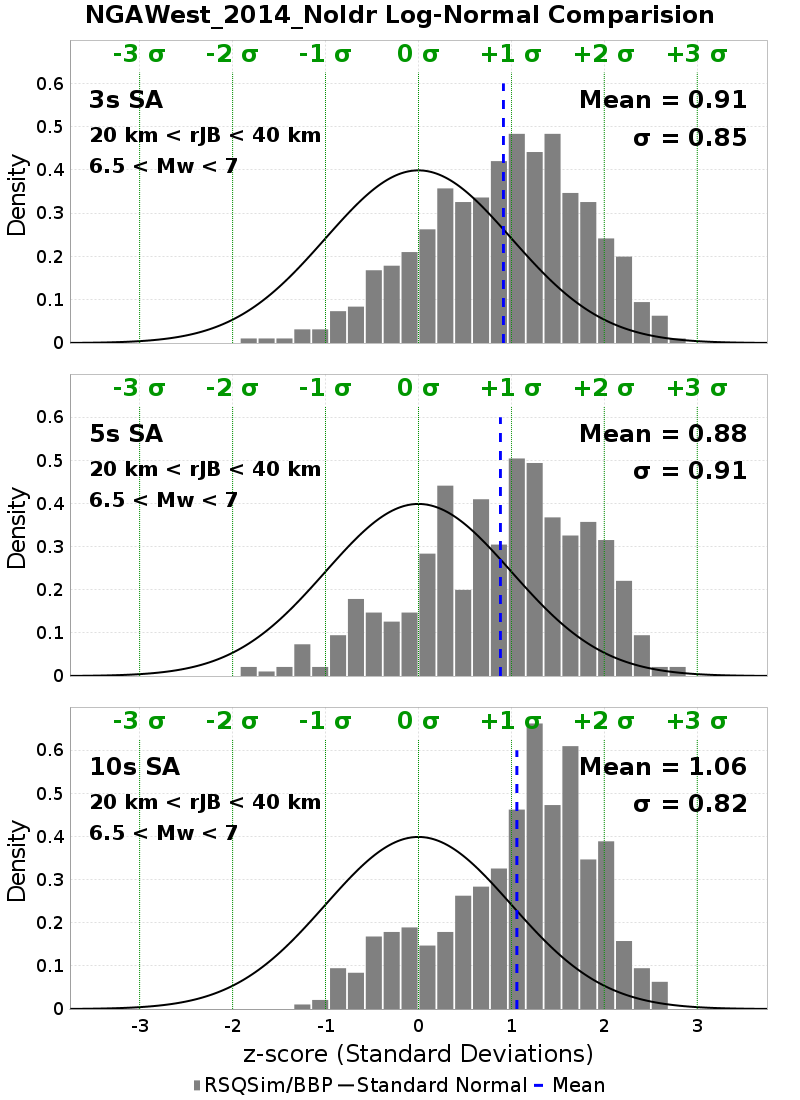 NGAWest_2014_NoIdr Log-Normal Comparision
-3 σ -2 σ -1 σ 0 σ +1 σ +2 σ +3 σ
3s SA
Mean = 0.91
20 km < rJB < 40 km
σ = 0.85
6.5 < Mw < 7
Density
0.6
0.5
0.4
0.3
0.2
0.1
0
-3 σ -2 σ -1 σ 0 σ +1 σ +2 σ +3 σ
5s SA
Mean = 0.88
20 km < rJB < 40 km
σ = 0.91
6.5 < Mw < 7
Density
0.6
0.5
0.4
0.3
0.2
0.1
0
-3 σ -2 σ -1 σ 0 σ +1 σ +2 σ +3 σ
10s SA
Mean = 1.06
20 km < rJB < 40 km
σ = 0.82
6.5 < Mw < 7
Density
0.6
0.5
0.4
0.3
0.2
0.1
0
-3 -2 -1 0 1 2 3
z-score (Standard Deviations)
RSQSim/BBP Standard Normal Mean